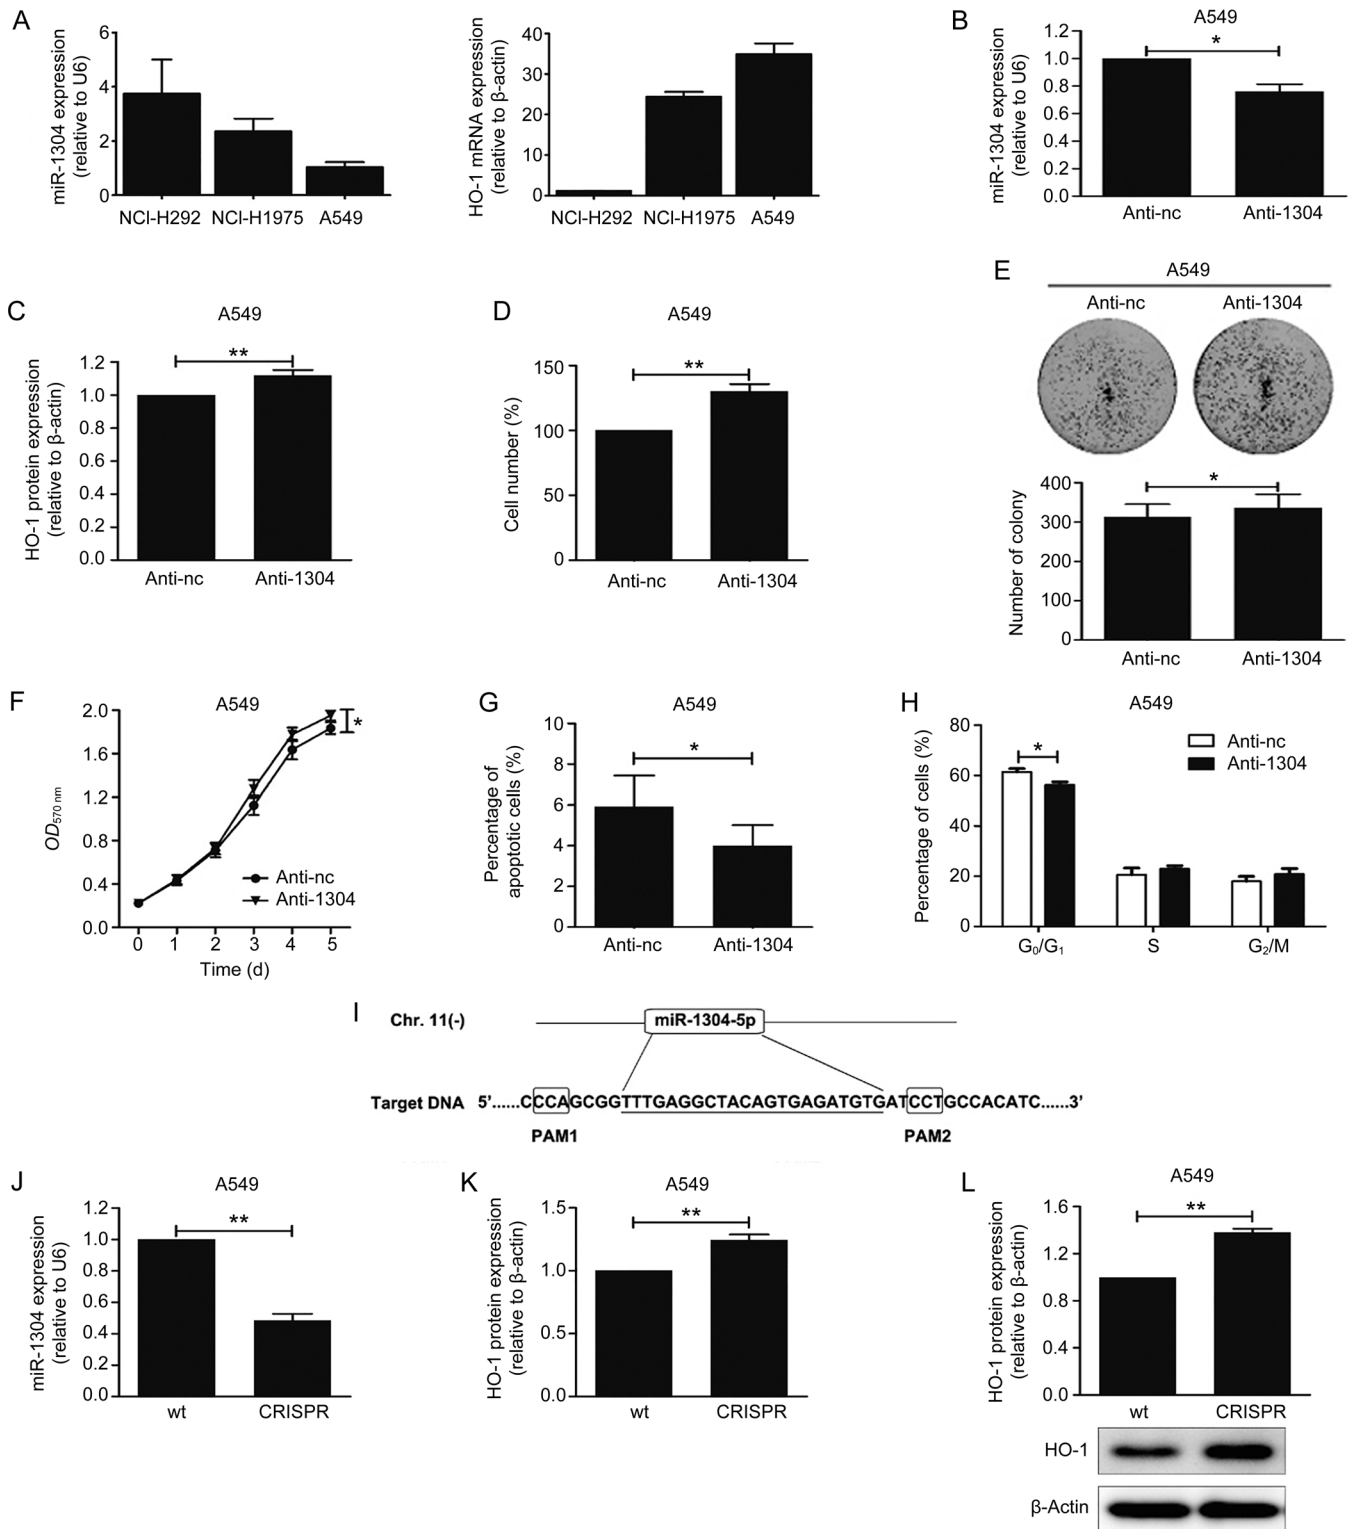 A
miR-1304 expression
(relative to U6)
6
4
2
0
NCI-H292 NCI-H1975 A549
HO-1 mRNA expression
(relative to β-actin)
40
30
20
10
0
NCI-H292 NCI-H1975 A549
B
A549
miR-1304 expression
(relative to U6)
1.2
1.0
0.8
0.6
0.4
0.2
0.0
*
Anti-nc Anti-1304
C
A549
HO-1 protein expression
(relative to β-actin)
1.2
1.0
0.8
0.6
0.4
0.2
0.0
**
Anti-nc Anti-1304
D
A549
Cell number (%)
150
100
50
0
**
Anti-nc Anti-1304
E
A549
Anti-nc Anti-1304
Number of colony
400
300
200
100
0
*
Anti-nc Anti-1304
F
A549
OD570 nm
2.0
1.6
1.2
0.8
0.4
0.0
*
Anti-nc
Anti-1304
0 1 2 3 4 5
Time (d)
G
A549
Percentage of
apoptotic cells (%)
10
8
6
4
2
0
*
Anti-nc Anti-1304
H
A549
Percentage of cells (%)
80
60
40
20
0
*
Anti-nc
Anti-1304
G0/G1 S G2/M
I
Chr. 11(-)
miR-1304-5p
Target DNA 5’......CCCAGCGGTTTGAGGCTACAGTGAGATGTGATCCTGCCACATC......3’
PAM1 PAM2
J
A549
miR-1304 expression
(relative to U6)
1.2
1.0
0.8
0.6
0.4
0.2
0.0
**
wt CRISPR
K
A549
HO-1 protein expression
(relative to β-actin)
1.5
1.0
0.5
0.0
**
wt CRISPR
L
A549
HO-1 protein expression
(relative to β-actin)
1.6
1.2
0.8
0.4
0.0
**
wt CRISPR
HO-1
β-Actin